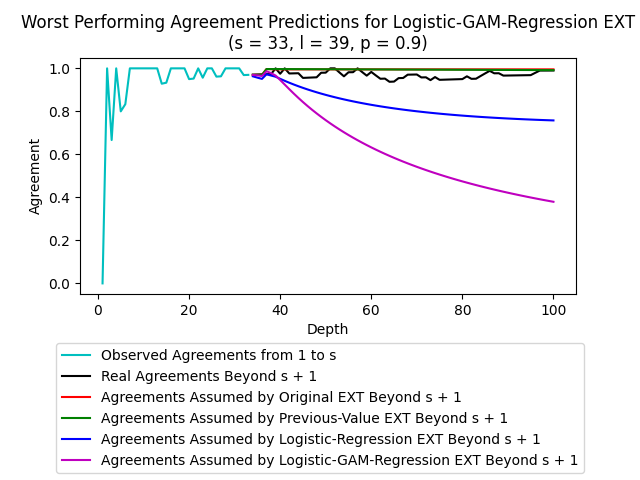 Worst Performing Agreement Predictions for Logistic-GAM-Regression EXT
(s = 33, l = 39, p = 0.9)
1.0
0.8
0.6
0.4
0.2
0.0
Agreement
0 20 40 60 80 100
Depth
Observed Agreements from 1 to s
Real Agreements Beyond s + 1
Agreements Assumed by Original EXT Beyond s + 1
Agreements Assumed by Previous-Value EXT Beyond s + 1
Agreements Assumed by Logistic-Regression EXT Beyond s + 1
Agreements Assumed by Logistic-GAM-Regression EXT Beyond s + 1